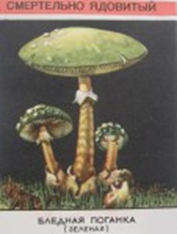 СМЕРТЕЛЬНО ЯДОВИТЫЙ
БЛЕДНАЯ ПОГАНКА
(ЗЕЛЕНАЯ)